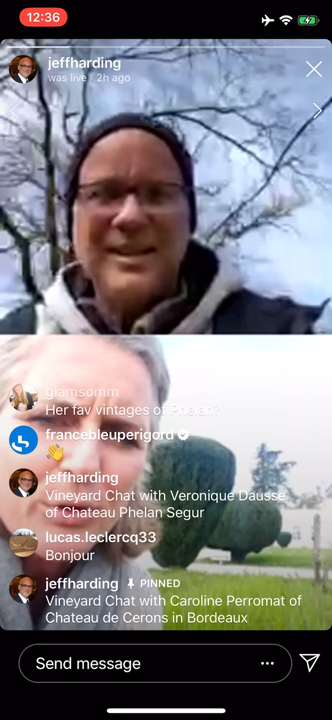 12:36
jeffharding
was live · 2h ago
glamsomm
Her fav vintages of Phelan?
francebleuperigord
👋
jeffharding
Vineyard Chat with Veronique Dausse
of Chateau Phelan Segur
lucas.leclercq33
Bonjour
jeffharding PINNED
Vineyard Chat with Caroline Perromat of
Chateau de Cerons in Bordeaux
Send message